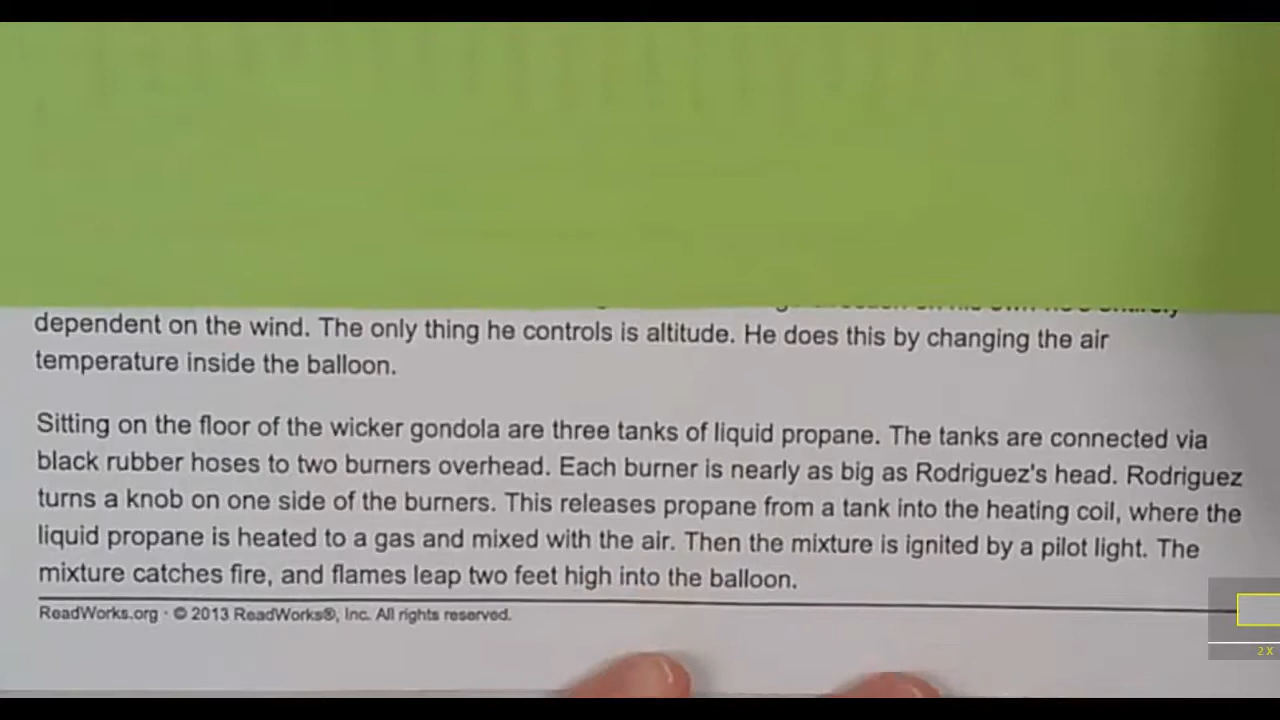 dependent on the wind. The only thing he controls is altitude. He does this by changing the air
temperature inside the balloon.
Sitting on the floor of the wicker gondola are three tanks of liquid propane. The tanks are connected via
black rubber hoses to two burners overhead. Each burner is nearly as big as Rodriguez's head. Rodriguez
turns a knob on one side of the burners. This releases propane from a tank into the heating coil, where the
liquid propane is heated to a gas and mixed with the air. Then the mixture is ignited by a pilot light. The
mixture catches fire, and flames leap two feet high into the balloon.
ReadWorks.org · © 2013 ReadWorks®, Inc. All rights reserved.
2X